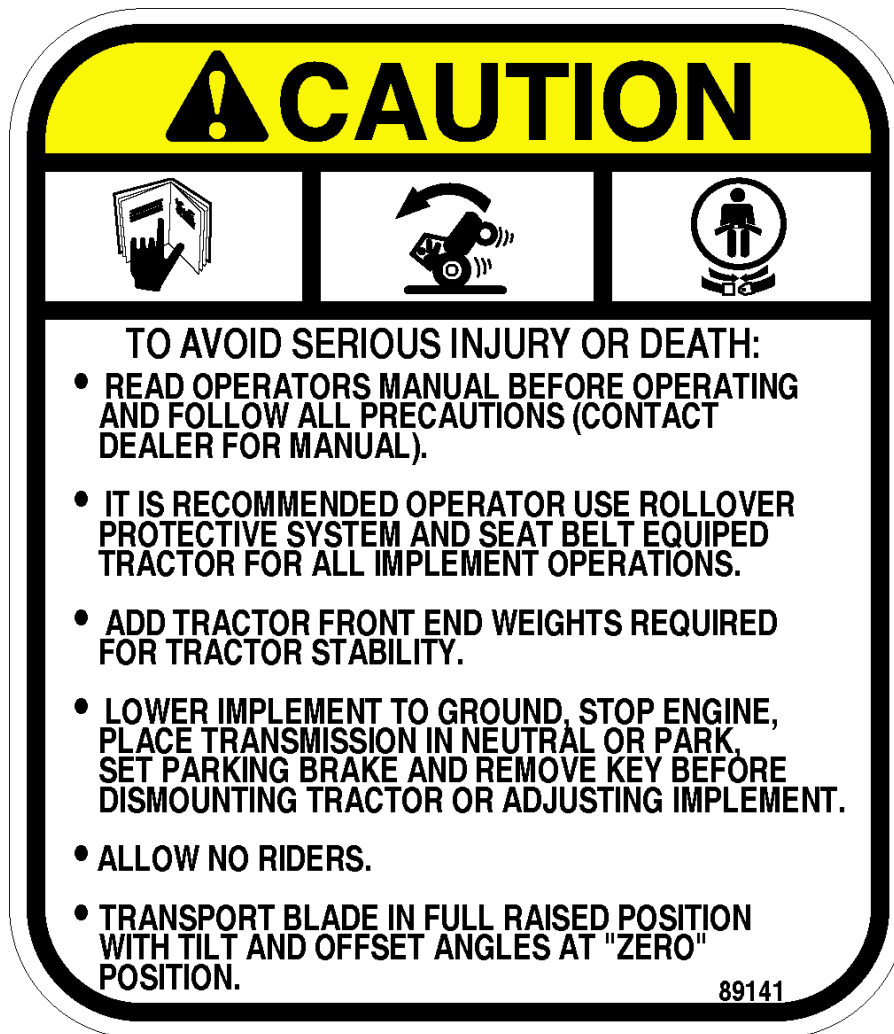 CAUTION
TO AVOID SERIOUS INJURY OR DEATH:
• READ OPERATORS MANUAL BEFORE OPERATING
AND FOLLOW ALL PRECAUTIONS (CONTACT
DEALER FOR MANUAL).
• IT IS RECOMMENDED OPERATOR USE ROLLOVER
PROTECTIVE SYSTEM AND SEAT BELT EQUIPED
TRACTOR FOR ALL IMPLEMENT OPERATIONS.
• ADD TRACTOR FRONT END WEIGHTS REQUIRED
FOR TRACTOR STABILITY.
• LOWER IMPLEMENT TO GROUND, STOP ENGINE,
PLACE TRANSMISSION IN NEUTRAL OR PARK,
SET PARKING BRAKE AND REMOVE KEY BEFORE
DISMOUNTING TRACTOR OR ADJUSTING IMPLEMENT.
• ALLOW NO RIDERS.
• TRANSPORT BLADE IN FULL RAISED POSITION
WITH TILT AND OFFSET ANGLES AT "ZERO"
POSITION.
89141